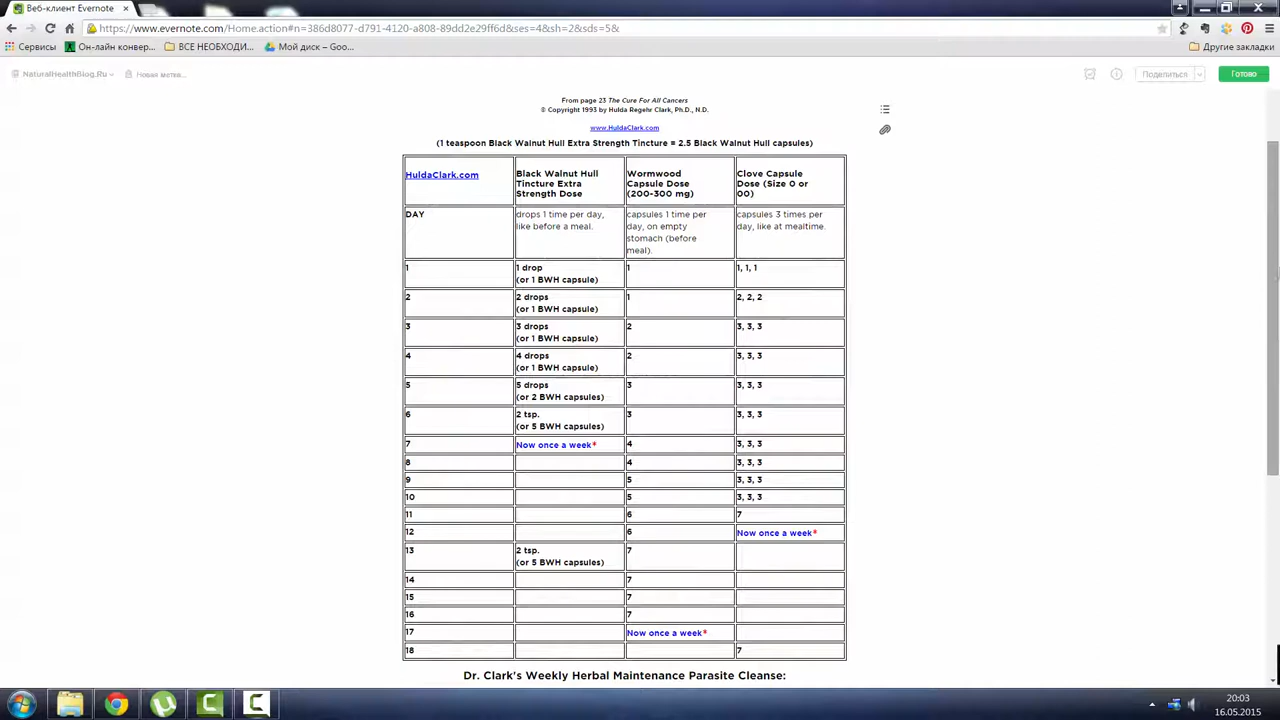 Веб-клиент Evernote
https://www.evernote.com/Home.action#n=386d8077-d791-4120-a808-89dd2e29ff6d&ses=4&sh=2&sds=5&
Сервисы
Он-лайн конвер...
ВСЕ НЕОБХОДИ...
Мой диск – Goo...
Другие закладки
NaturalHealthBlog.Ru
Новая метка...
Поделиться
Готово
From page 23 The Cure For All Cancers
© Copyright 1993 by Hulda Regehr Clark, Ph.D., N.D.
www.HuldaClark.com
(1 teaspoon Black Walnut Hull Extra Strength Tincture = 2.5 Black Walnut Hull capsules)
HuldaClark.com
Black Walnut Hull
Tincture Extra
Strength Dose
Wormwood
Capsule Dose
(200-300 mg)
Clove Capsule
Dose (Size 0 or
00)
DAY
drops 1 time per day,
like before a meal.
capsules 1 time per
day, on empty
stomach (before
meal).
capsules 3 times per
day, like at mealtime.
1
1 drop
(or 1 BWH capsule)
1
1, 1, 1
2
2 drops
(or 1 BWH capsule)
1
2, 2, 2
3
3 drops
(or 1 BWH capsule)
2
3, 3, 3
4
4 drops
(or 1 BWH capsule)
2
3, 3, 3
5
5 drops
(or 2 BWH capsules)
3
3, 3, 3
6
2 tsp.
(or 5 BWH capsules)
3
3, 3, 3
7
Now once a week*
4
3, 3, 3
8
4
3, 3, 3
9
5
3, 3, 3
10
5
3, 3, 3
11
6
7
12
6
Now once a week*
13
2 tsp.
(or 5 BWH capsules)
7
14
7
15
7
16
7
17
Now once a week*
18
7
Dr. Clark's Weekly Herbal Maintenance Parasite Cleanse:
20:03
16.05.2015